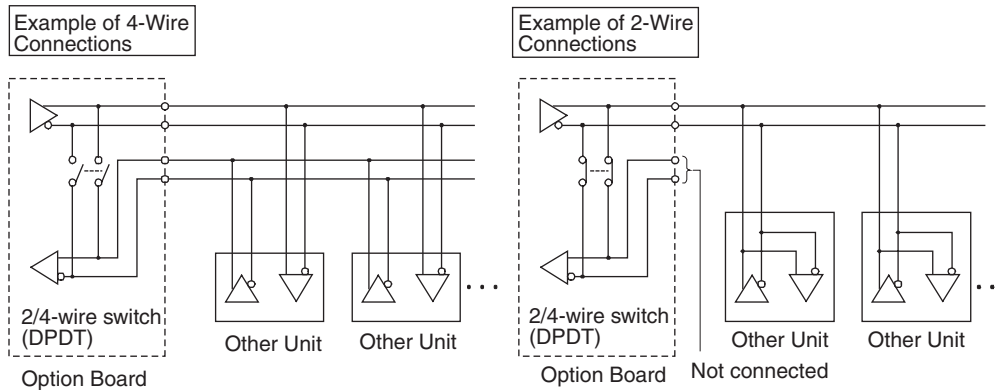 Example of 4-Wire
Connections
2/4-wire switch
(DPDT)
Option Board
Other Unit
Other Unit
Example of 2-Wire
Connections
2/4-wire switch
(DPDT)
Option Board
Not connected
Other Unit
Other Unit